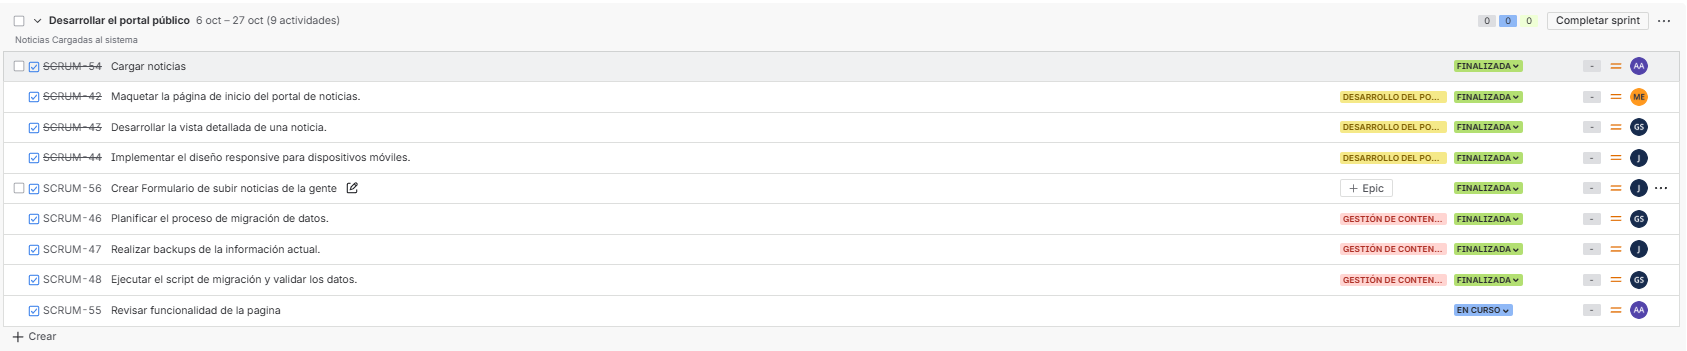 Desarrollar el portal público 6 oct – 27 oct (9 actividades) 0 0 0 Completar sprint
Noticias Cargadas al sistema
SCRUM-54 Cargar noticias FINALIZADA - AA
SCRUM-42 Maquetar la página de inicio del portal de noticias. DESARROLLO DEL PO... FINALIZADA - ME
SCRUM-43 Desarrollar la vista detallada de una noticia. DESARROLLO DEL PO... FINALIZADA - GS
SCRUM-44 Implementar el diseño responsive para dispositivos móviles. DESARROLLO DEL PO... FINALIZADA - J
SCRUM-56 Crear Formulario de subir noticias de la gente + Epic FINALIZADA - J
SCRUM-46 Planificar el proceso de migración de datos. GESTIÓN DE CONTEN... FINALIZADA - GS
SCRUM-47 Realizar backups de la información actual. GESTIÓN DE CONTEN... FINALIZADA - J
SCRUM-48 Ejecutar el script de migración y validar los datos. GESTIÓN DE CONTEN... FINALIZADA - GS
SCRUM-55 Revisar funcionalidad de la pagina EN CURSO - AA
+ Crear